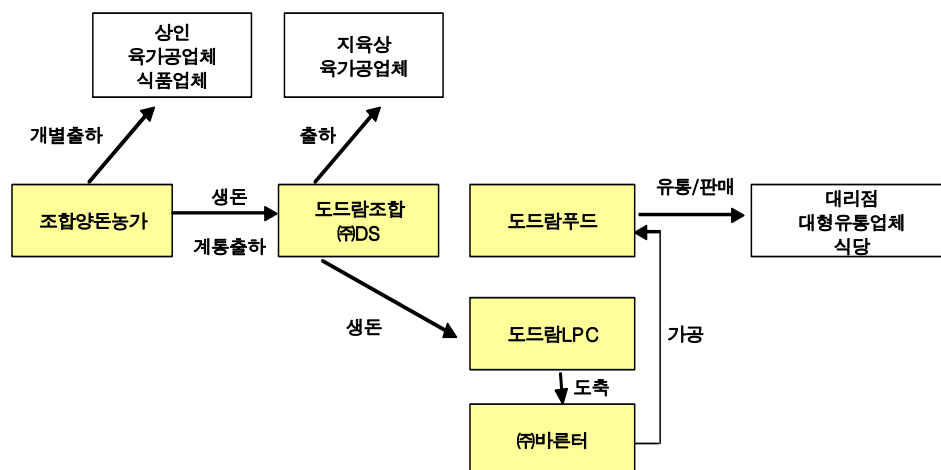 상인
육가공업체
식품업체
지육상
육가공업체
개별출하
출하
조합양돈농가
생돈
계통출하
도드람조합
㈜DS
도드람푸드
유통/판매
대리점
대형유통업체
식당
생돈
도드람LPC
가공
도축
㈜바른터